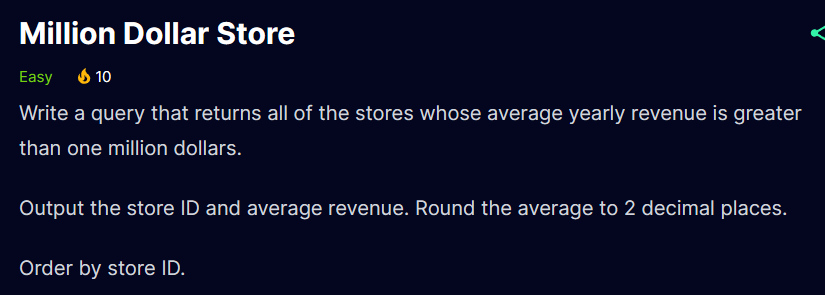 Million Dollar Store
Easy 10
Write a query that returns all of the stores whose average yearly revenue is greater
than one million dollars.
Output the store ID and average revenue. Round the average to 2 decimal places.
Order by store ID.